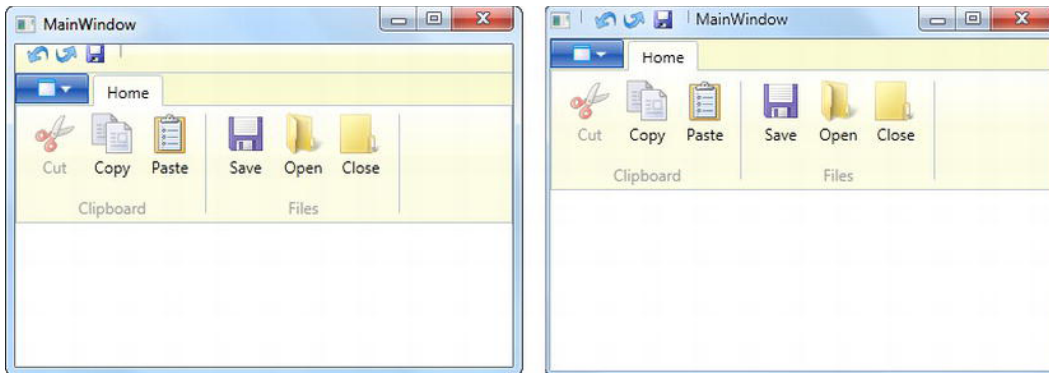 MainWindow
Home
Cut Copy Paste Save Open Close
Clipboard Files
MainWindow
Home
Cut Copy Paste Save Open Close
Clipboard Files